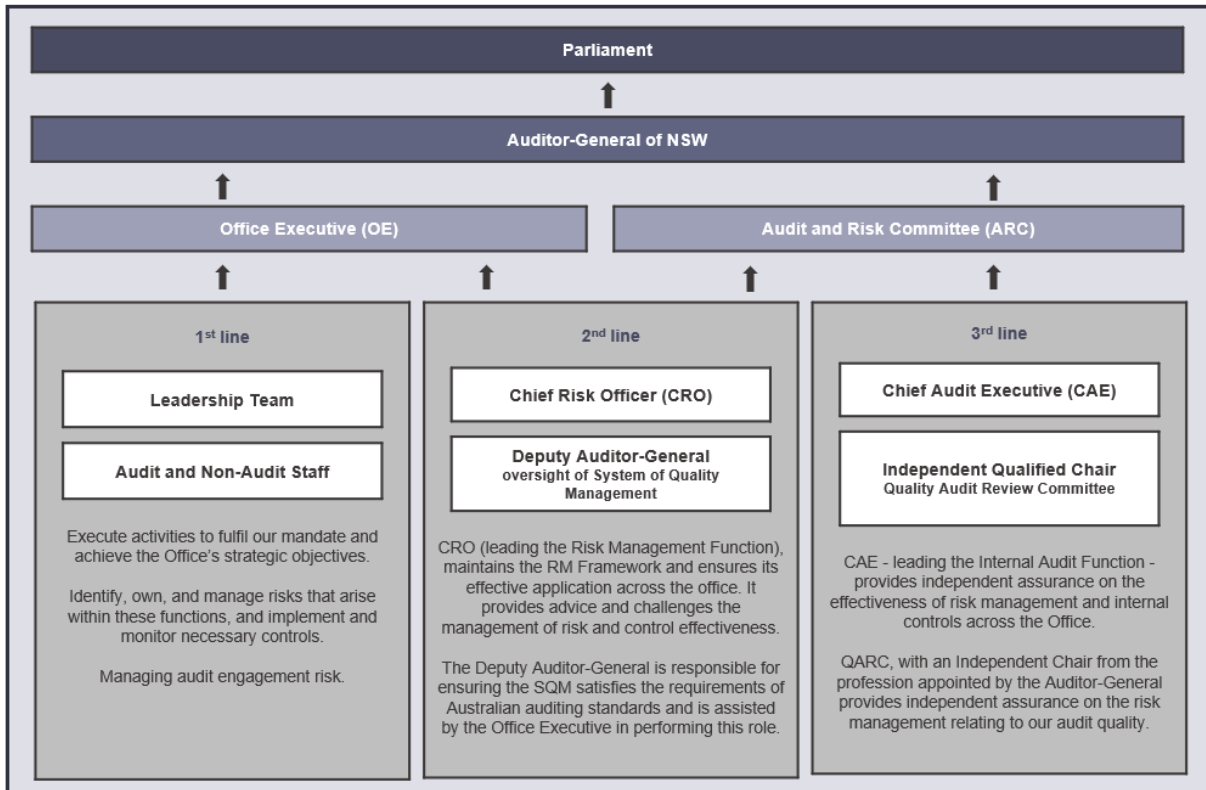 Parliament
Auditor-General of NSW
Office Executive (OE)
Audit and Risk Committee (ARC)
1st line
Leadership Team
Audit and Non-Audit Staff
Execute activities to fulfil our mandate and
achieve the Office's strategic objectives.
Identify, own, and manage risks that arise
within these functions, and implement and
monitor necessary controls.
Managing audit engagement risk.
2nd line
Chief Risk Officer (CRO)
Deputy Auditor-General
oversight of System of Quality
Management
CRO (leading the Risk Management Function),
maintains the RM Framework and ensures its
effective application across the office. It
provides advice and challenges the
management of risk and control effectiveness.
The Deputy Auditor-General is responsible for
ensuring the SQM satisfies the requirements of
Australian auditing standards and is assisted
by the Office Executive in performing this role.
3rd line
Chief Audit Executive (CAE)
Independent Qualified Chair
Quality Audit Review Committee
CAE - leading the Internal Audit Function -
provides independent assurance on the
effectiveness of risk management and internal
controls across the Office.
QARC, with an Independent Chair from the
profession appointed by the Auditor-General
provides independent assurance on the risk
management relating to our audit quality.